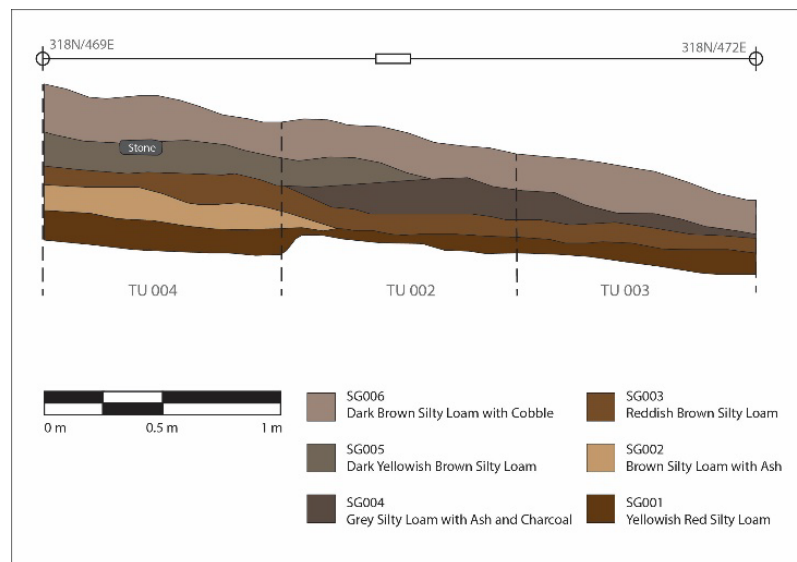 318N/469E
318N/472E
Stone
TU 004
TU 002
TU 003
0 m
0.5 m
1 m
SG006
Dark Brown Silty Loam with Cobble
SG005
Dark Yellowish Brown Silty Loam
SG004
Grey Silty Loam with Ash and Charcoal
SG003
Reddish Brown Silty Loam
SG002
Brown Silty Loam with Ash
SG001
Yellowish Red Silty Loam